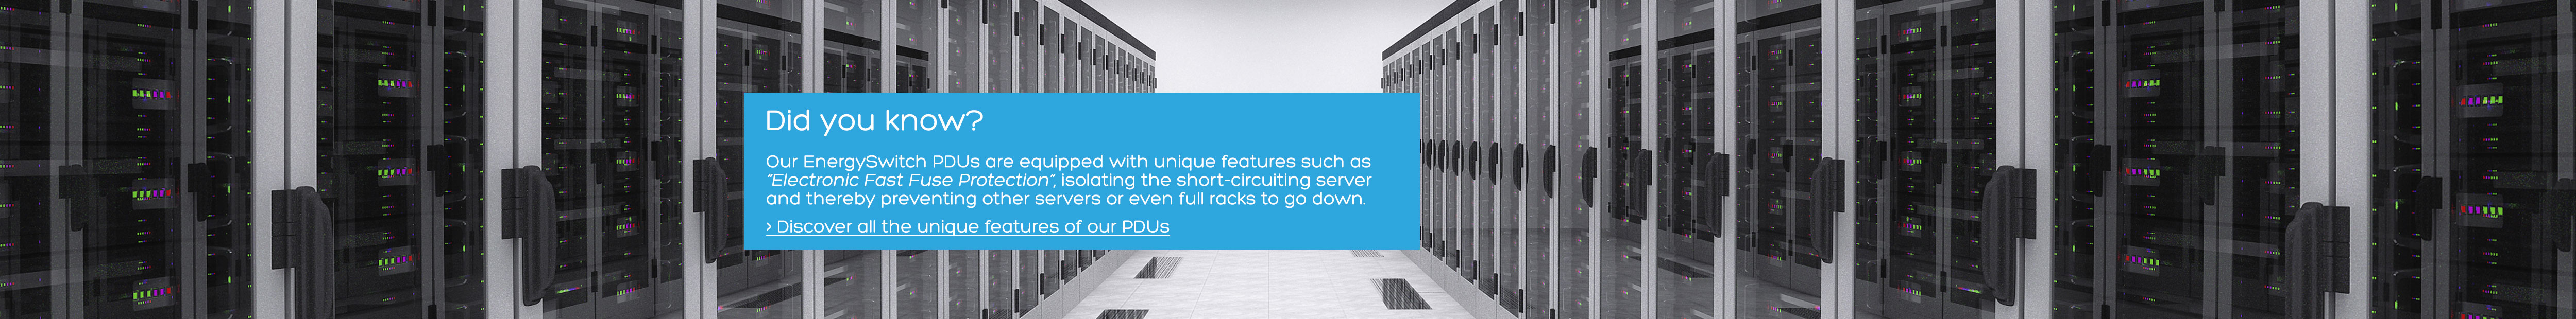 Did you know?
Our EnergySwitch PDUs are equipped with unique features such as
“Electronic Fast Fuse Protection”, isolating the short-circuiting server
and thereby preventing other servers or even full racks to go down.
› Discover all the unique features of our PDUs